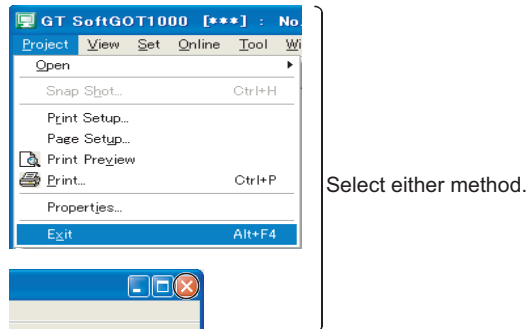 GT SoftGOT1000 [***] : No.
Project View Set Online Tool Wi
Open
Snap Shot... Ctrl+H
Print Setup...
Page Setup...
Print Preview
Print... Ctrl+P
Properties...
Exit Alt+F4
Select either method.